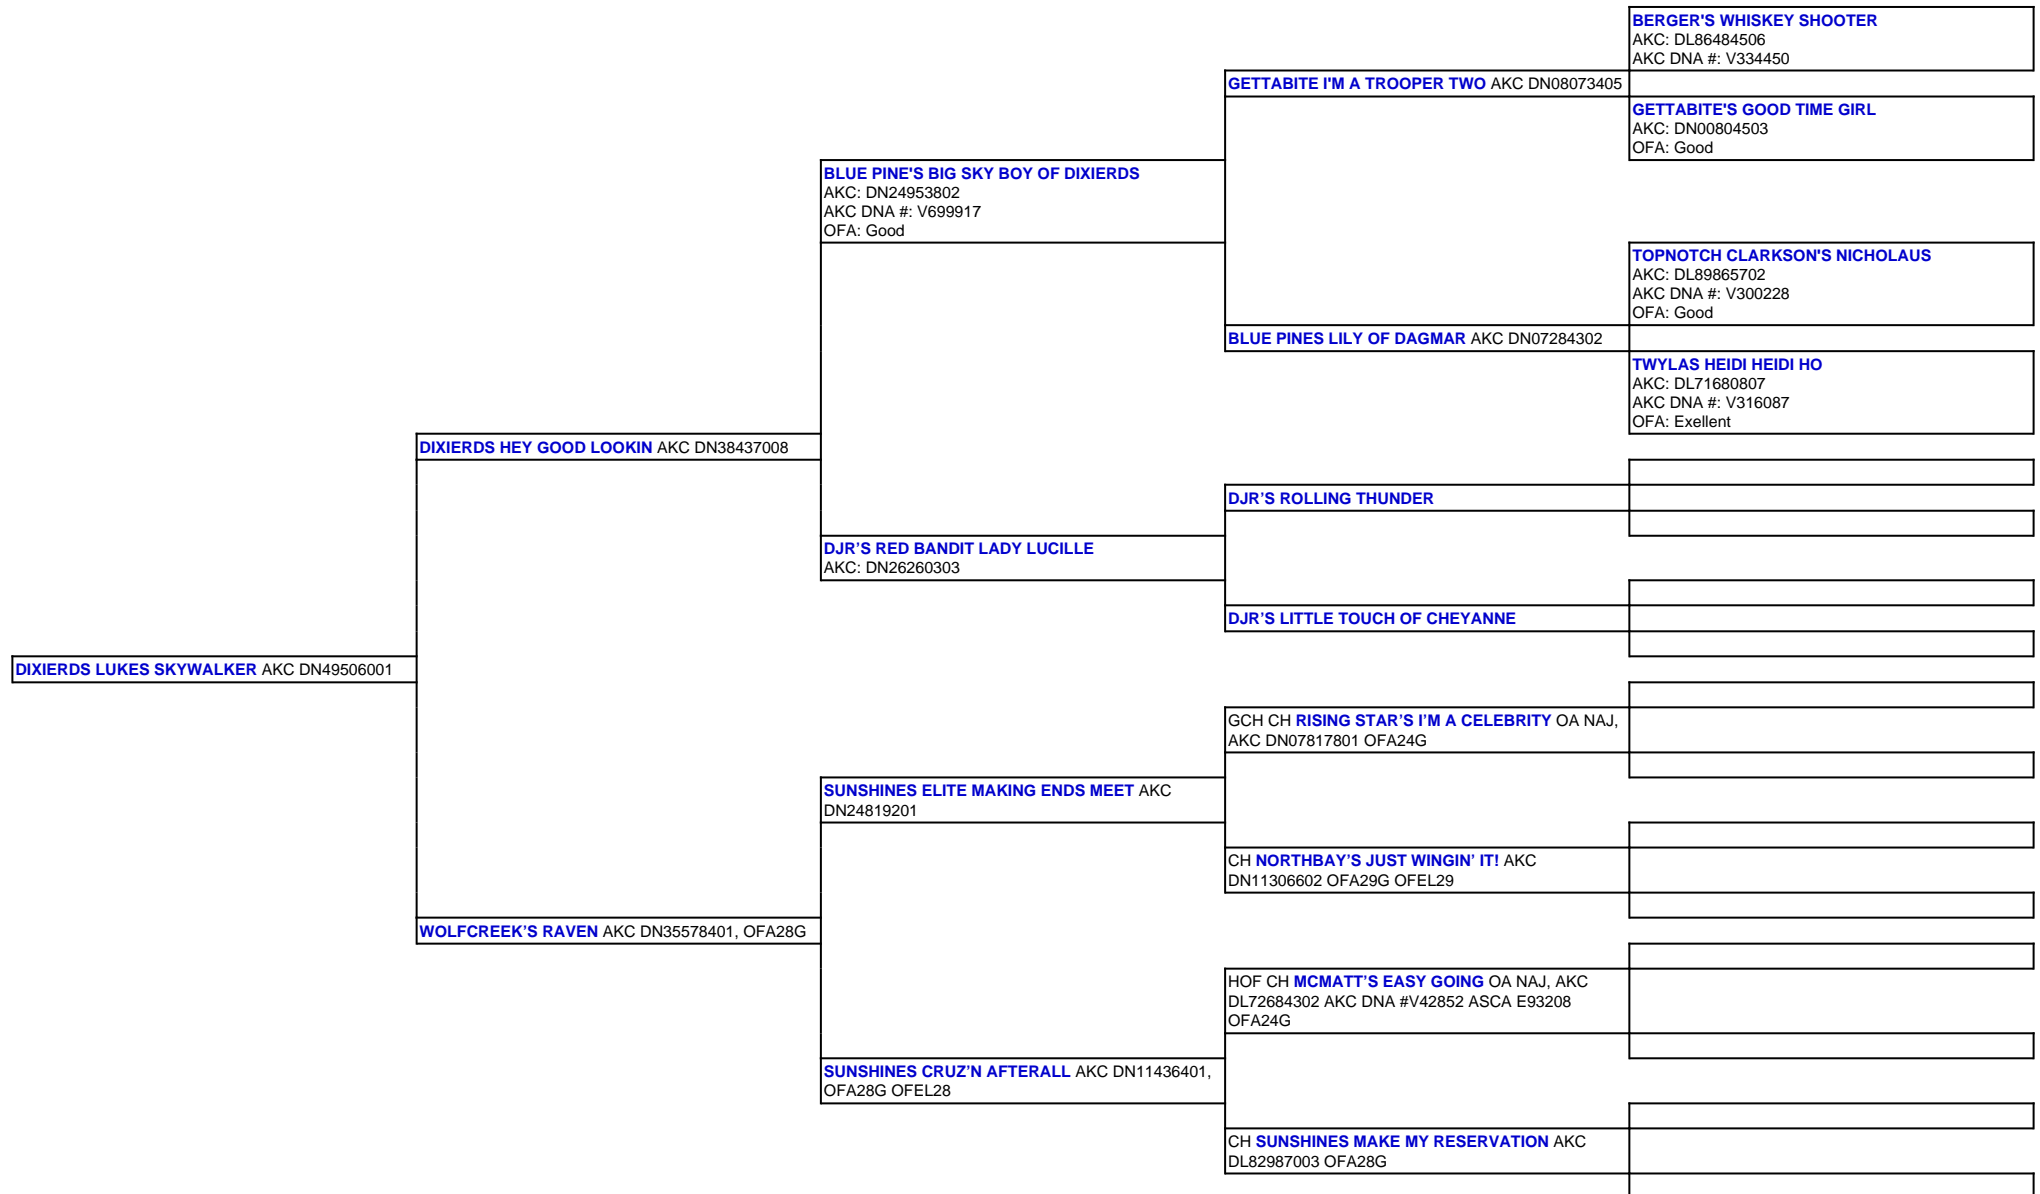 BERGER'S WHISKEY SHOOTER
AKC: DL86484506
AKC DNA #: V334450
GETTABITE I'M A TROOPER TWO AKC DN08073405
GETTABITE'S GOOD TIME GIRL
AKC: DN00804503
OFA: Good
BLUE PINE'S BIG SKY BOY OF DIXIERDS
AKC: DN24953802
AKC DNA #: V699917
OFA: Good
TOPNOTCH CLARKSON'S NICHOLAUS
AKC: DL89865702
AKC DNA #: V300228
OFA: Good
BLUE PINES LILY OF DAGMAR AKC DN07284302
TWYLAS HEIDI HEIDI HO
AKC: DL71680807
AKC DNA #: V316087
OFA: Exellent
DIXIERDS HEY GOOD LOOKIN AKC DN38437008
DJR’S ROLLING THUNDER
DJR’S RED BANDIT LADY LUCILLE
AKC: DN26260303
DJR’S LITTLE TOUCH OF CHEYANNE
DIXIERDS LUKES SKYWALKER AKC DN49506001
GCH CH RISING STAR’S I’M A CELEBRITY OA NAJ,
AKC DN07817801 OFA24G
SUNSHINES ELITE MAKING ENDS MEET AKC
DN24819201
CH NORTHBAY’S JUST WINGIN’ IT! AKC
DN11306602 OFA29G OFEL29
WOLFCREEK’S RAVEN AKC DN35578401, OFA28G
HOF CH MCMATT’S EASY GOING OA NAJ, AKC
DL72684302 AKC DNA #V42852 ASCA E93208
OFA24G
SUNSHINES CRUZ’N AFTERALL AKC DN11436401,
OFA28G OFEL28
CH SUNSHINES MAKE MY RESERVATION AKC
DL82987003 OFA28G